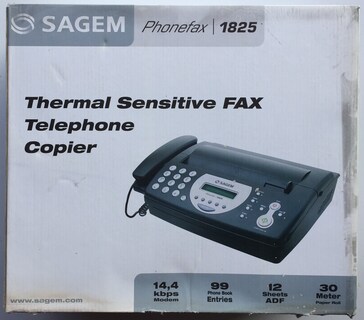 SAGEM Phonefax | 1825
Thermal Sensitive FAX
Telephone
Copier
SAGEM
14,4 kbps Modem
99 Phone Book Entries
12 Sheets ADF
30 Meter Paper Roll
www.sagem.com